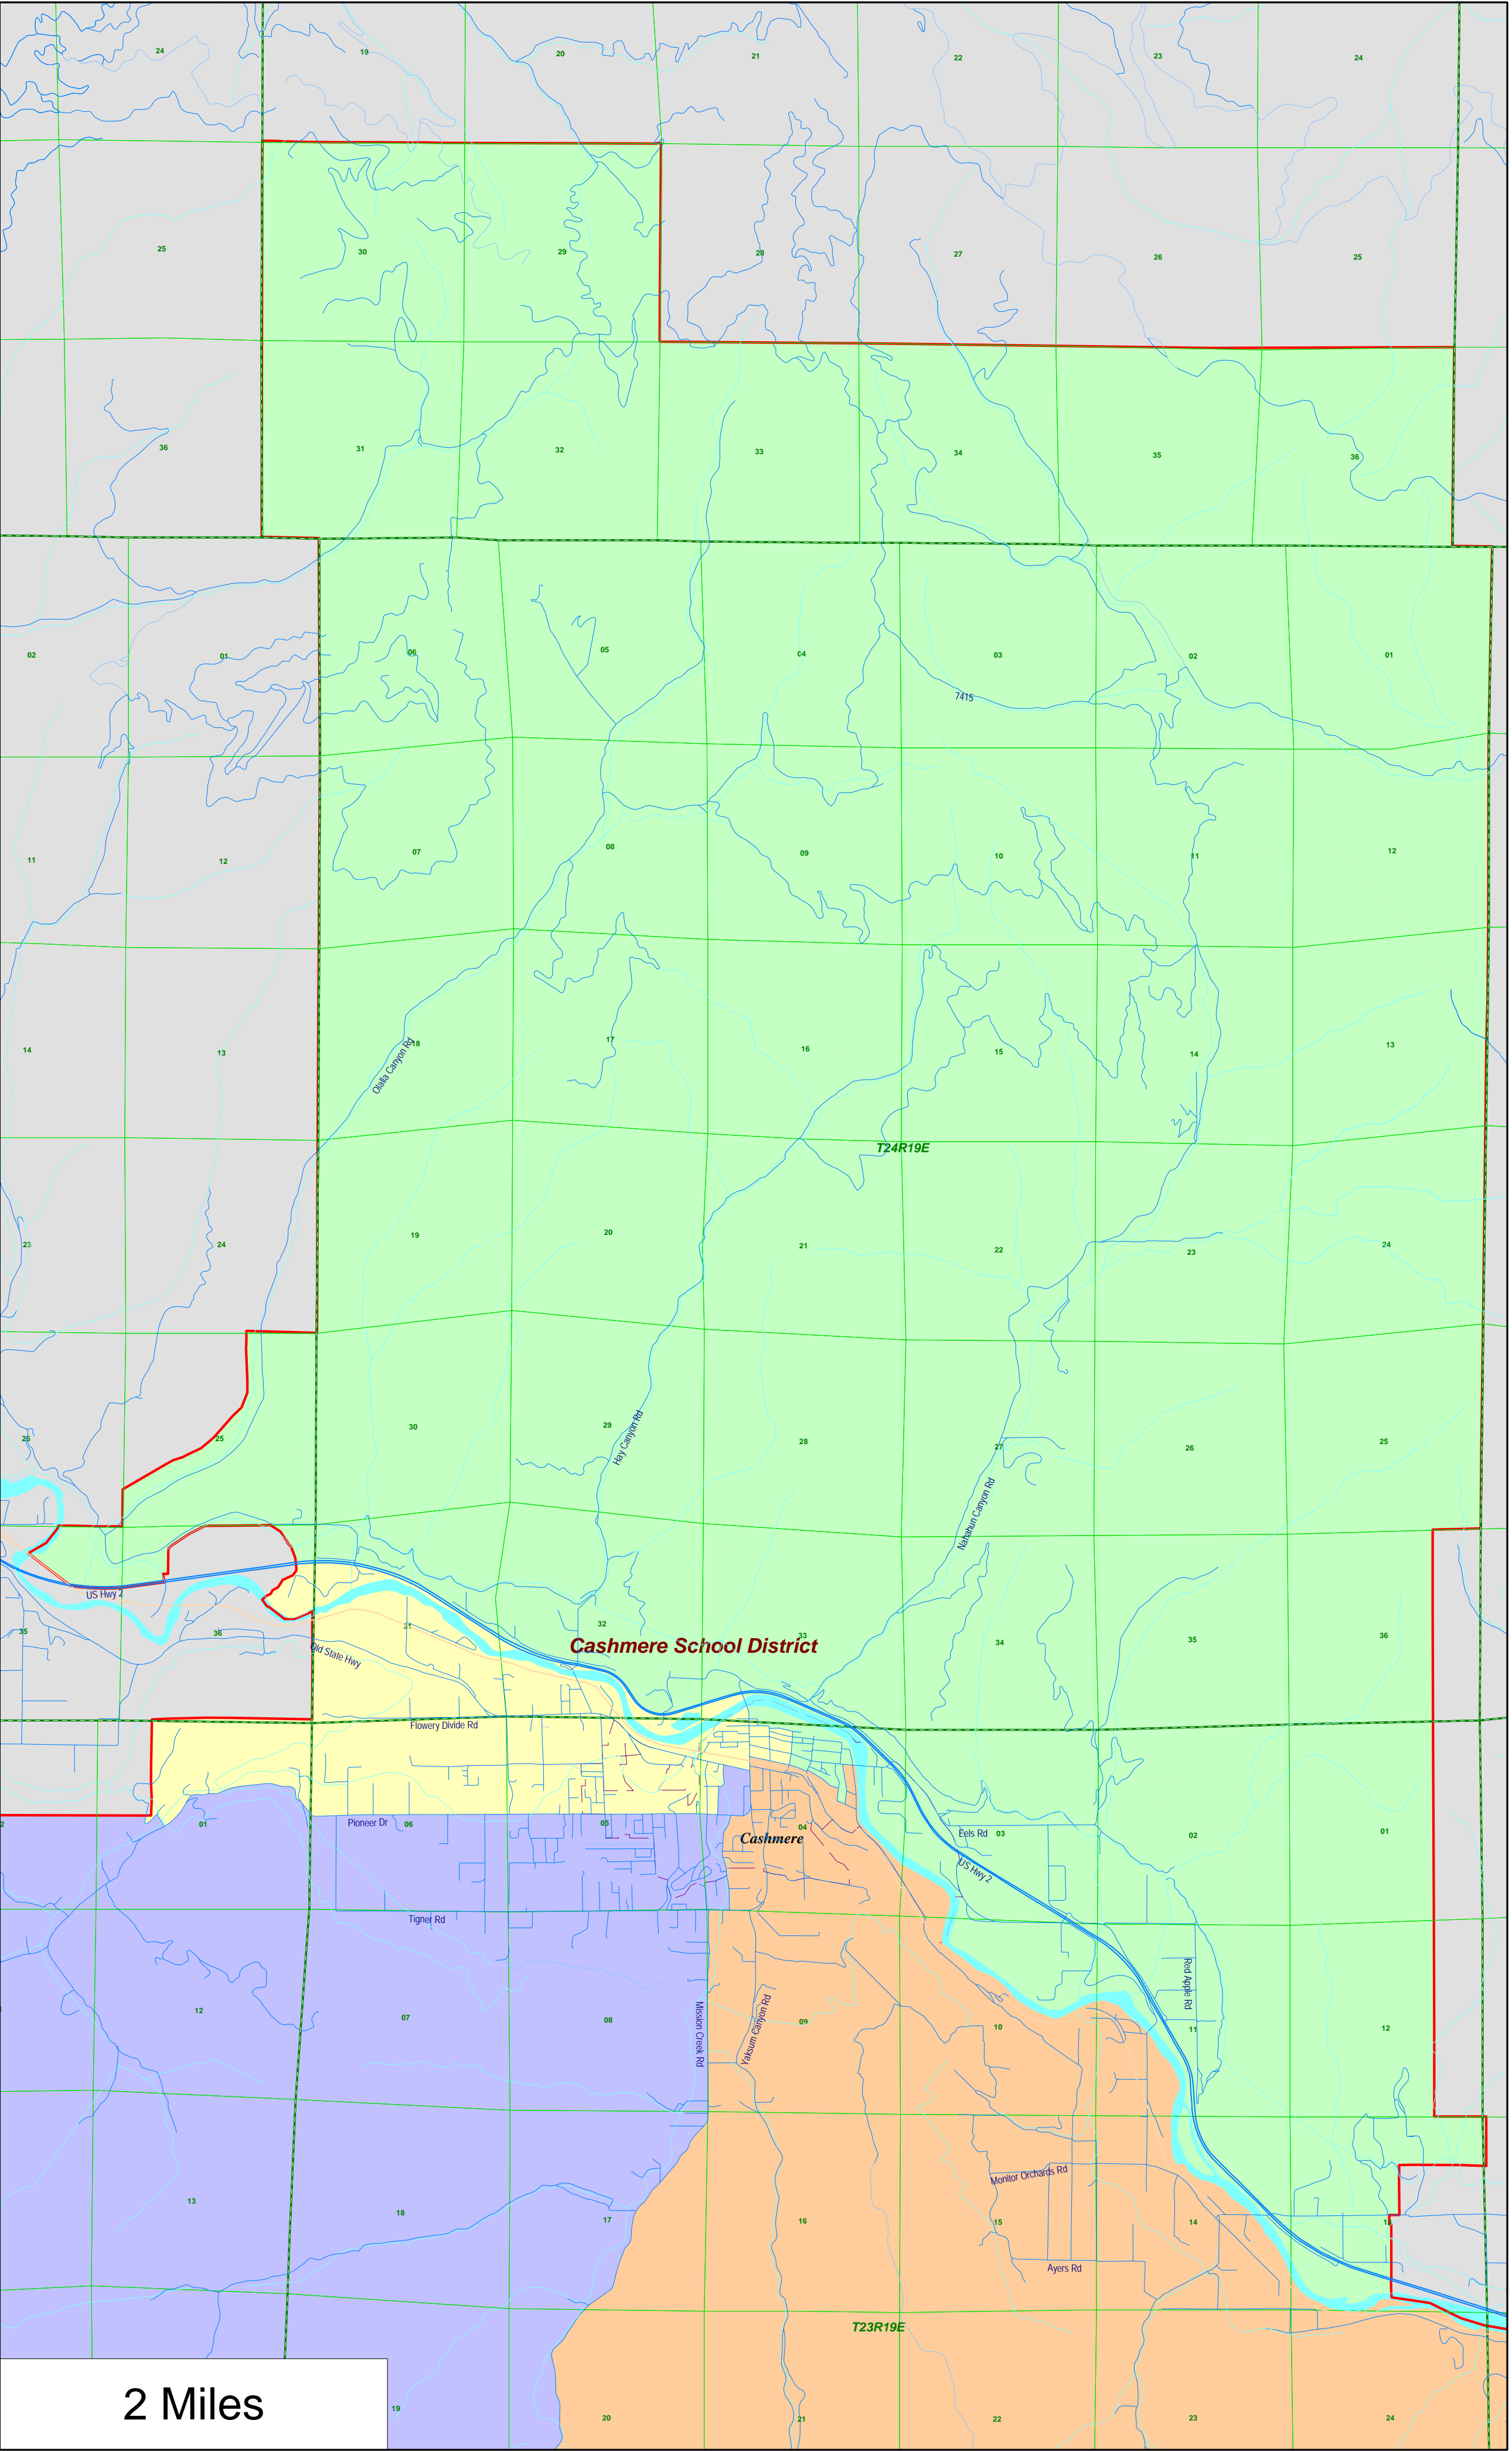 24 19 20 21 22 23 24
25 30 29 28 27 26 25
36 31 32 33 34 35 36
02 01 06 05 04 03 02 01
7415
11 12 07 08 09 10 11 12
14 13 18 17 16 15 14 13
Olalla Canyon Rd
T24R19E
23 24 19 20 21 22 23 24
26 25 30 29 28 27 26 25
Hay Canyon Rd
Nahahun Canyon Rd
US Hwy 2
35 36 31 32 33 34 35 36
Cashmere School District
Old State Hwy
Flowery Divide Rd
Pioneer Dr
2 01 06 05 04 03 02 01
Cashmere
Eels Rd
US Hwy 2
Tigner Rd
Red Apple Rd
Mission Creek Rd
Yaksum Canyon Rd
12 07 08 09 10 11 12
Monitor Orchards Rd
13 18 17 16 15 14 13
Ayers Rd
T23R19E
2 Miles
19 20 21 22 23 24